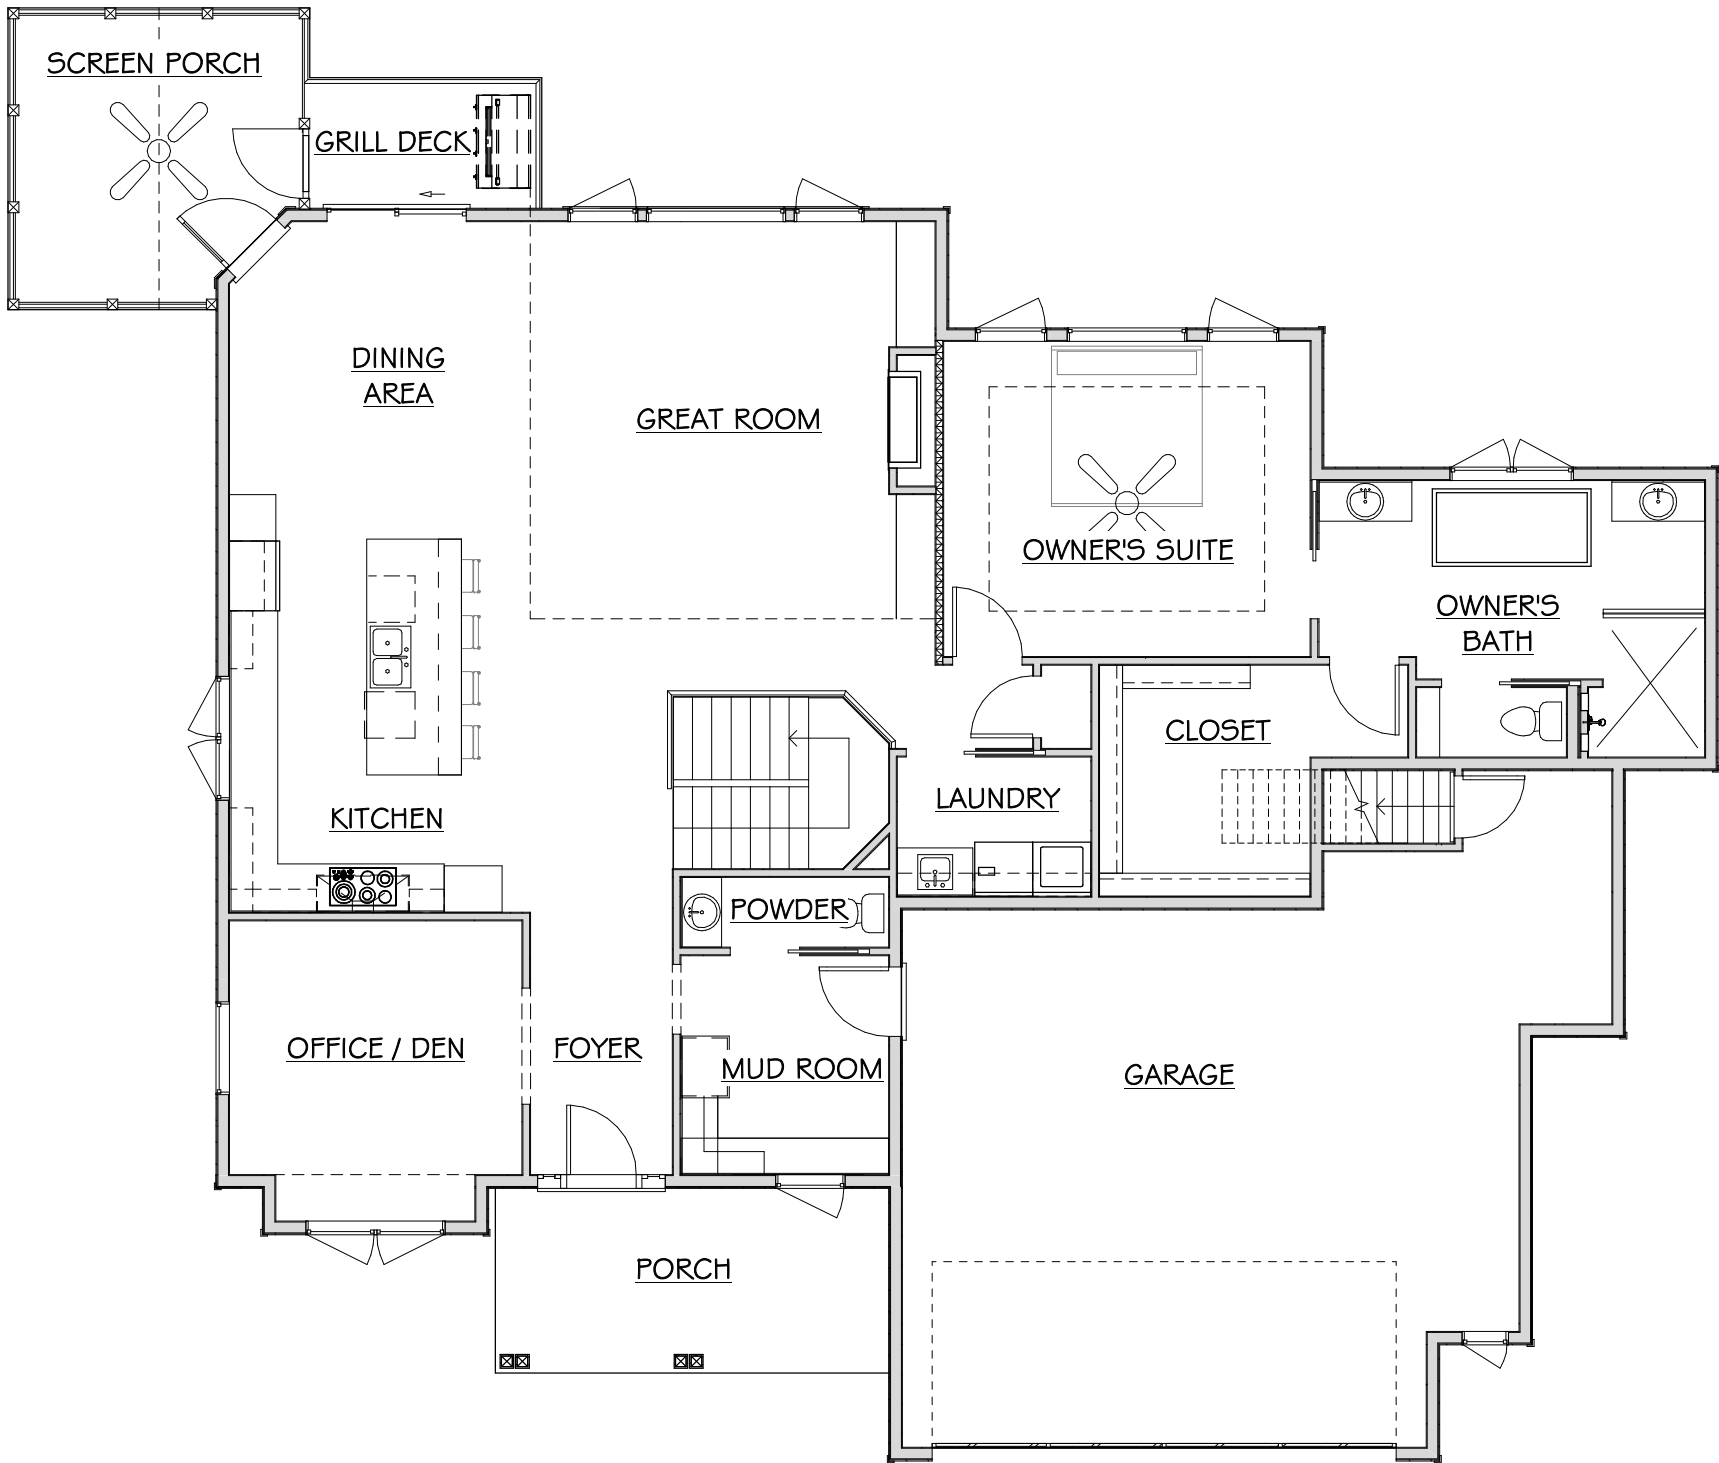 SCREEN PORCH
GRILL DECK
DINING
AREA
GREAT ROOM
OWNER'S SUITE
OWNER'S
BATH
CLOSET
LAUNDRY
KITCHEN
POWDER
OFFICE / DEN
FOYER
MUD ROOM
GARAGE
PORCH